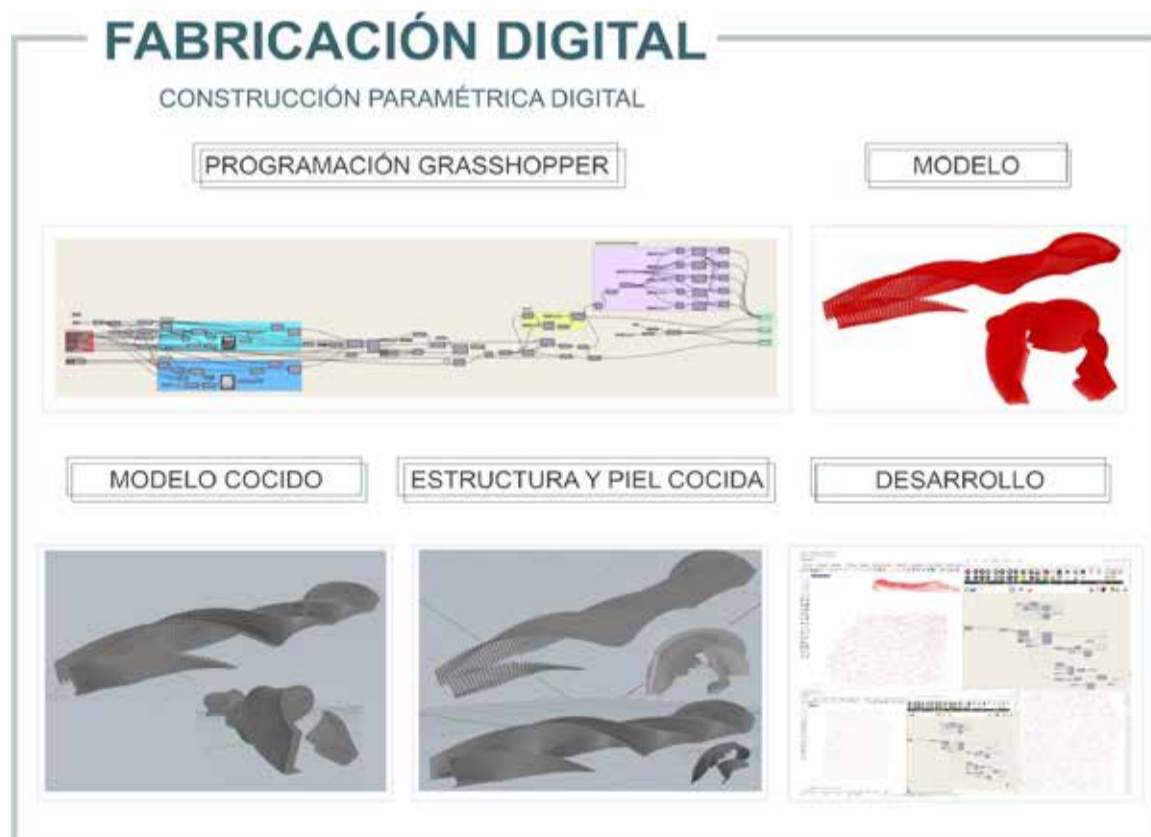 FABRICACIÓN DIGITAL
CONSTRUCCIÓN PARAMÉTRICA DIGITAL
PROGRAMACIÓN GRASSHOPPER
MODELO
MODELO COCIDO
ESTRUCTURA Y PIEL COCIDA
DESARROLLO